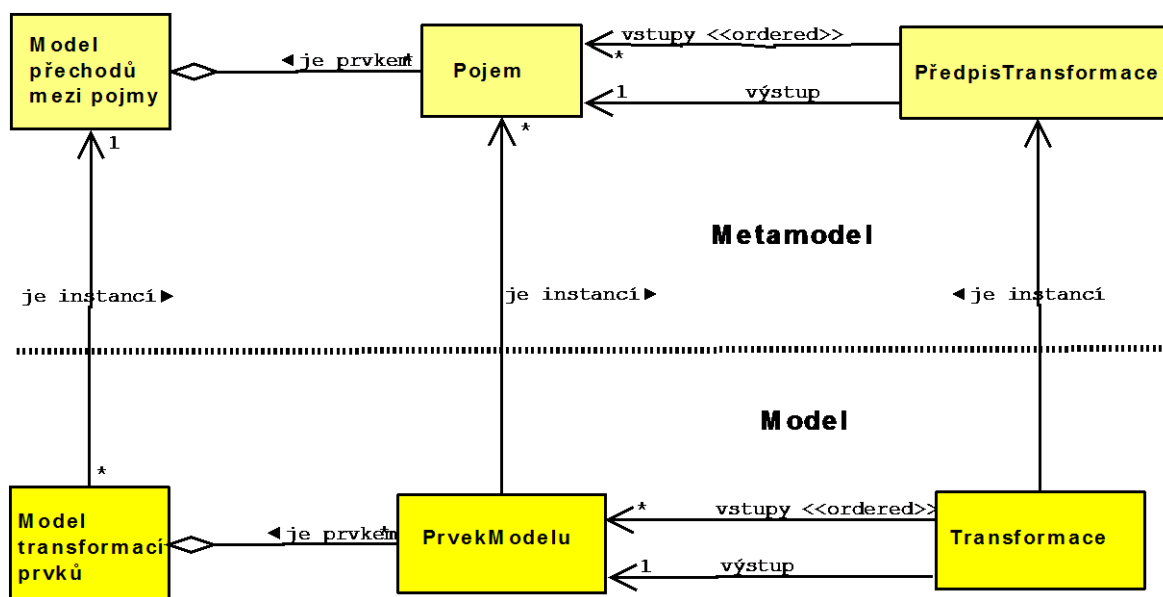 Model
přechodů
mezi pojmy
◄ je prvkem
*
Pojem
vstupy <<ordered>>
*
1
výstup
PředpisTransformace
1
*
Metamodel
je instancí►
je instancí►
◄je instancí
Model
*
Model
transformací
prvků
◄ je prvkem
*
PrvekModelu
*
vstupy <<ordered>>
1
výstup
Transformace